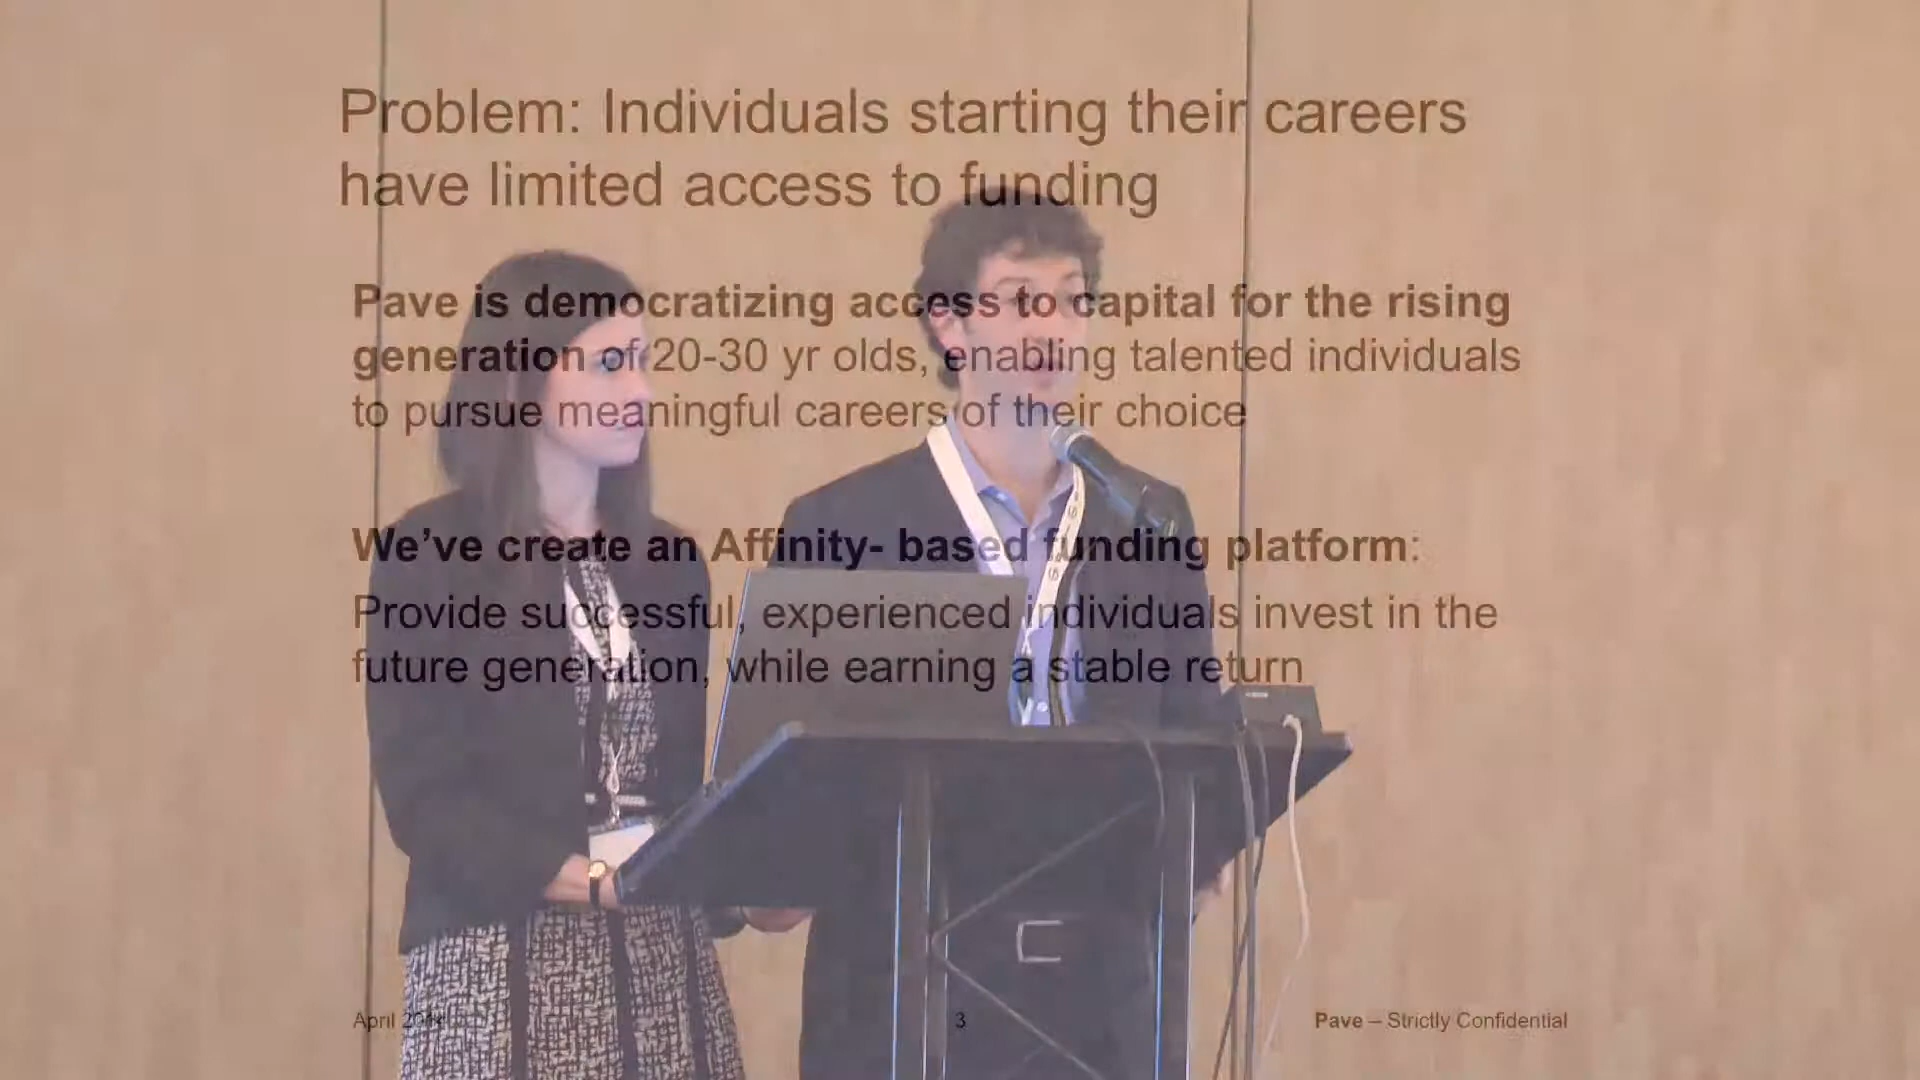 Problem: Individuals starting their careers
have limited access to funding
Pave is democratizing access to capital for the rising
generation of 20-30 yr olds, enabling talented individuals
to pursue meaningful careers of their choice
We've create an Affinity- based funding platform:
Provide successful, experienced individuals invest in the
future generation, while earning a stable return
April
3
Pave – Strictly Confidential